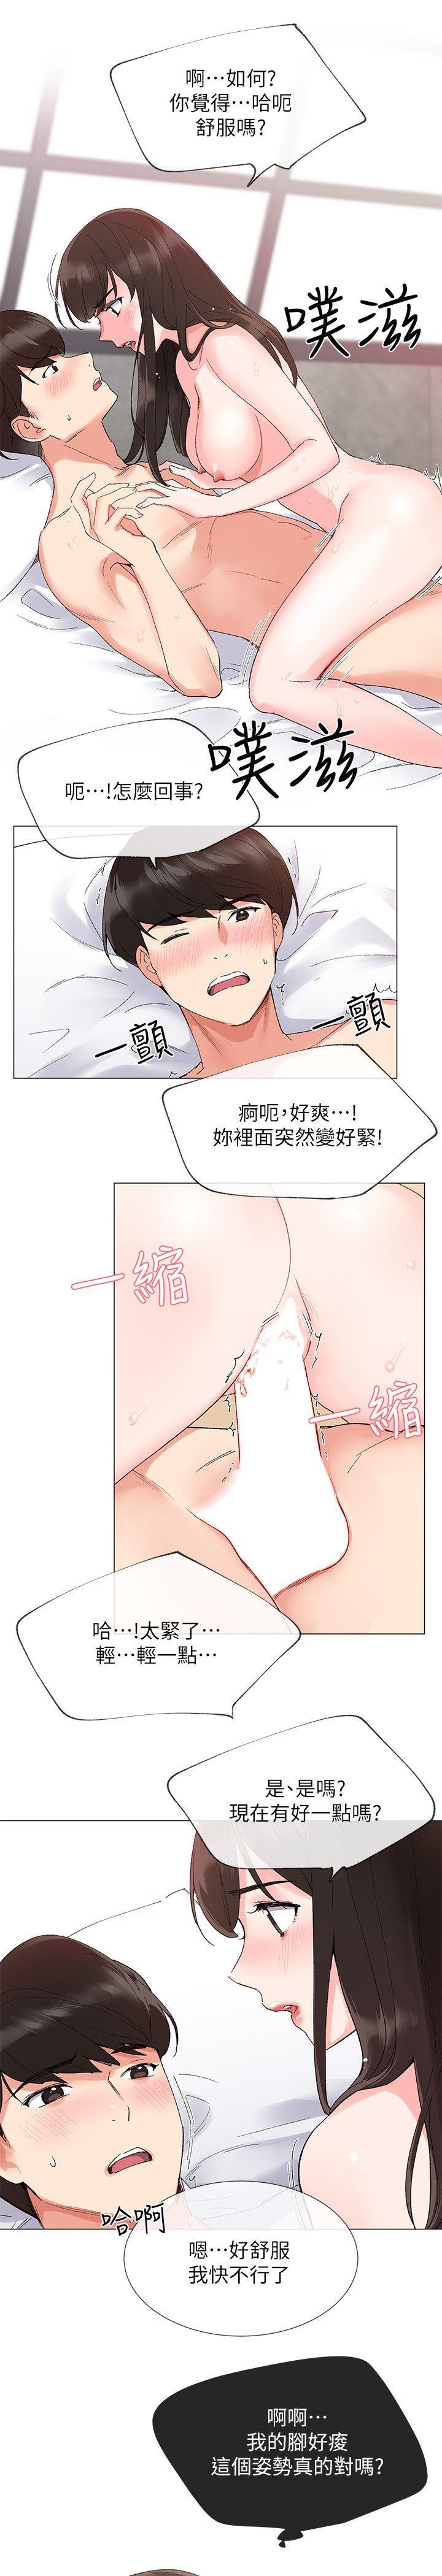 啊⋯如何?
你覺得⋯哈呃
舒服嗎?
噗滋
噗滋
呃⋯!怎麼回事?
一顫
一顫
痾呃,好爽⋯!
妳裡面突然變好緊!
一縮
一縮
哈⋯!太緊了⋯
輕⋯輕一點⋯
是、是嗎?
現在有好一點嗎?
哈啊
嗯⋯好舒服
我快不行了
啊啊⋯
我的腳好痠
這個姿勢真的對嗎?